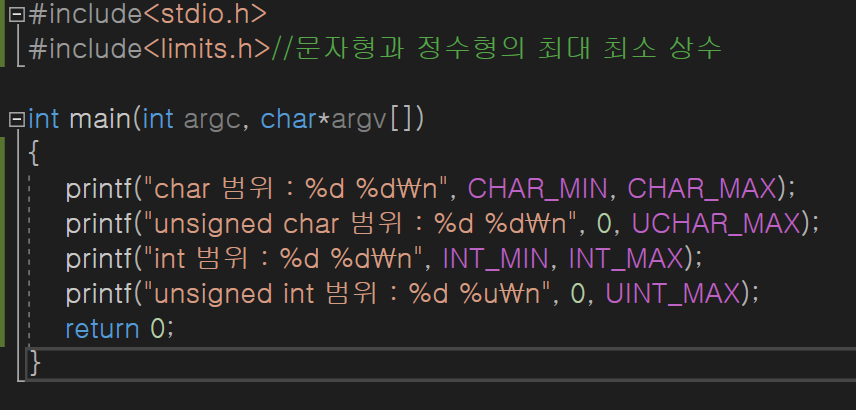 #include<stdio.h>
#include<limits.h>//문자형과 정수형의 최대 최소 상수
int main(int argc, char*argv[])
{
printf("char 범위 : %d %d₩n", CHAR_MIN, CHAR_MAX);
printf("unsigned char 범위 : %d %d₩n", 0, UCHAR_MAX);
printf("int 범위 : %d %d₩n", INT_MIN, INT_MAX);
printf("unsigned int 범위 : %d %u₩n", 0, UINT_MAX);
return 0;
}